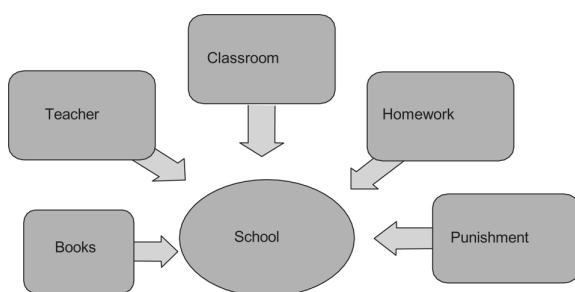 Classroom
Teacher
Homework
Books
School
Punishment